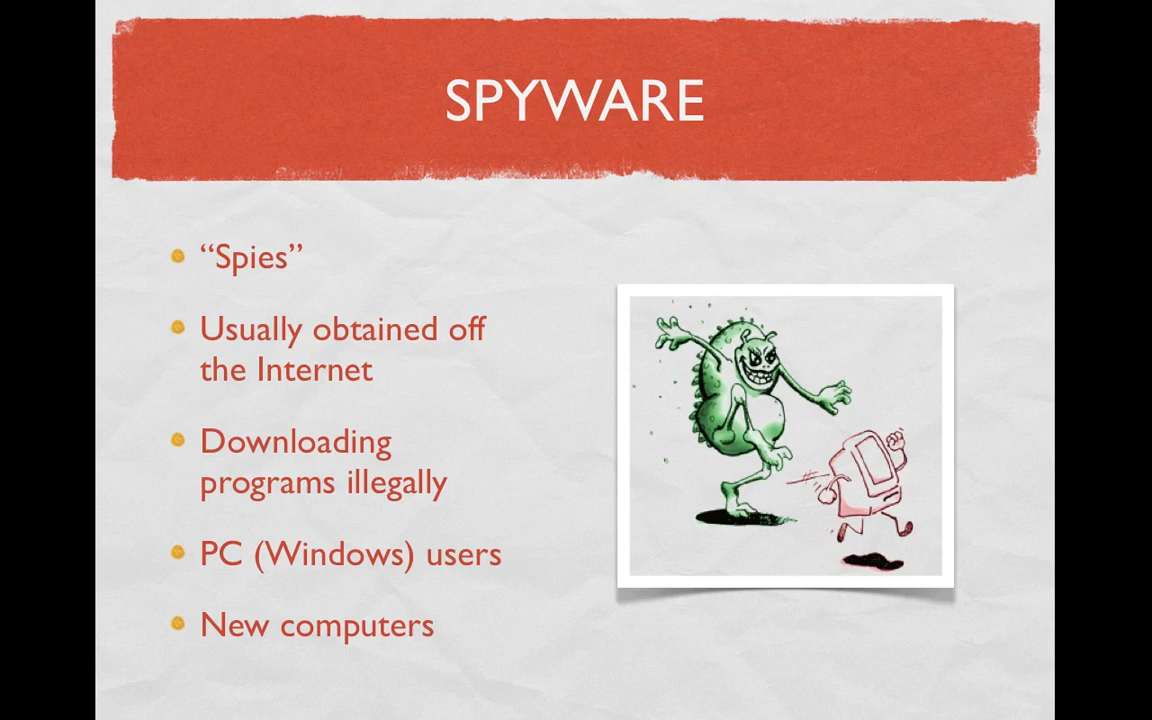 SPYWARE
“Spies”
Usually obtained off
the Internet
Downloading
programs illegally
PC (Windows) users
New computers